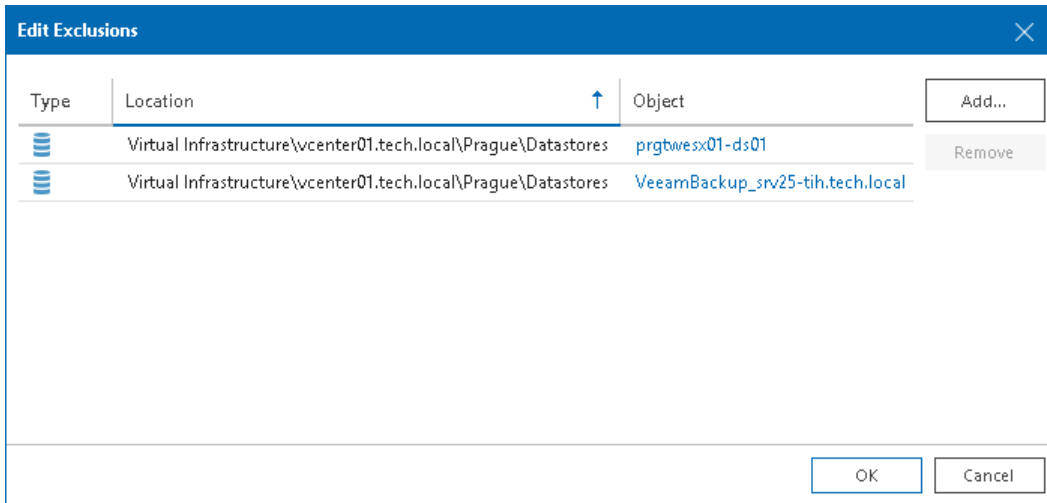 Edit Exclusions
Type Location Object Add...
Virtual Infrastructure\vcenter01.tech.local\Prague\Datastores prgtwesx01-ds01 Remove
Virtual Infrastructure\vcenter01.tech.local\Prague\Datastores VeeamBackup_srv25-tih.tech.local
OK Cancel